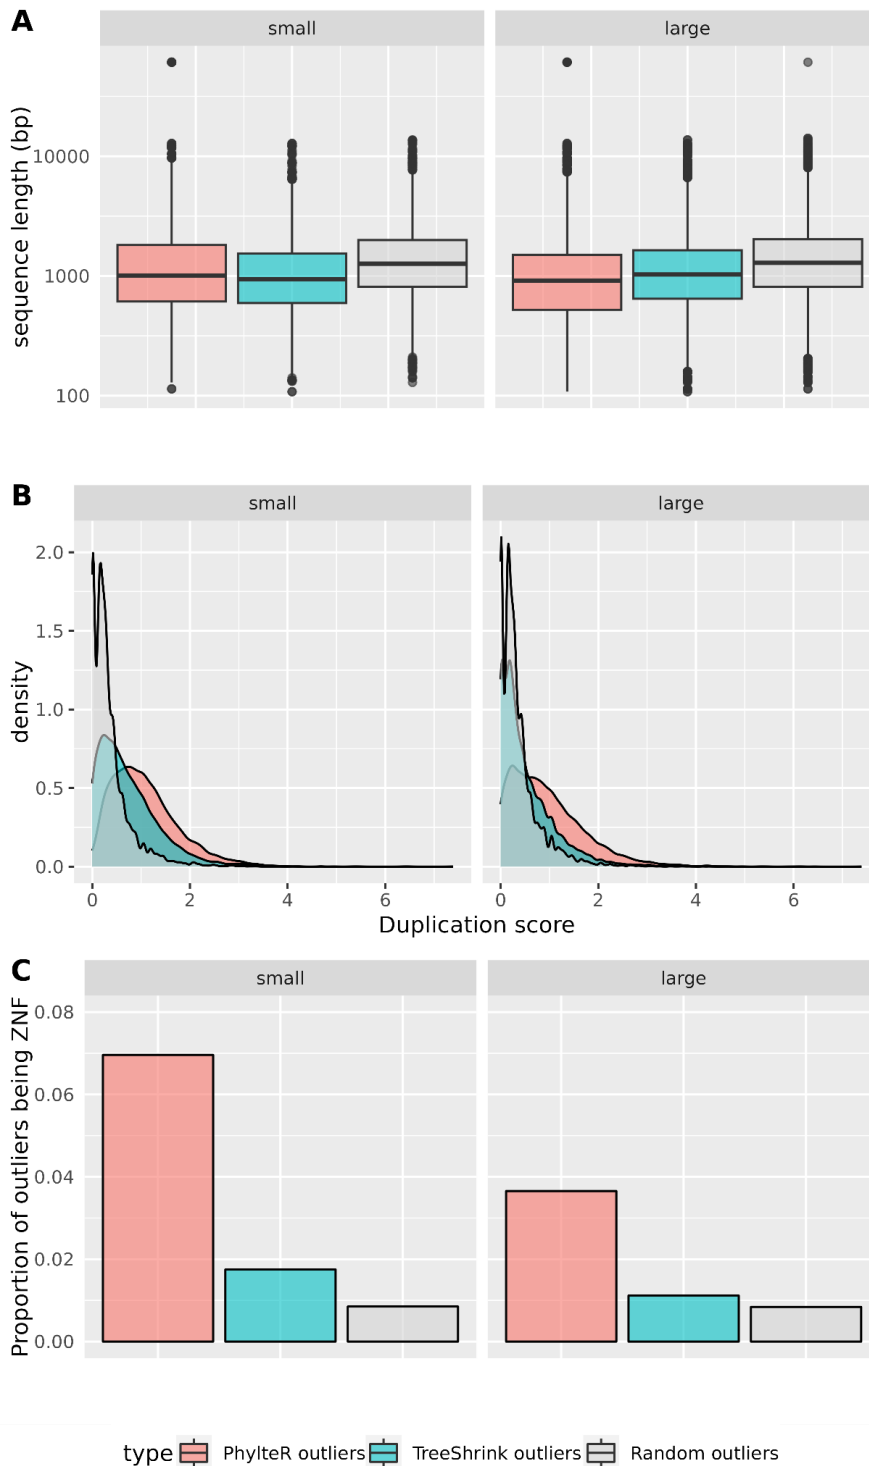 A
small large
sequence length (bp)
10000
1000
100
B
small large
density
2.0
1.5
1.0
0.5
0.0
0 2 4 6 0 2 4 6
Duplication score
C
small large
Proportion of outliers being ZNF
0.08
0.06
0.04
0.02
0.00
type PhylteR outliers TreeShrink outliers Random outliers